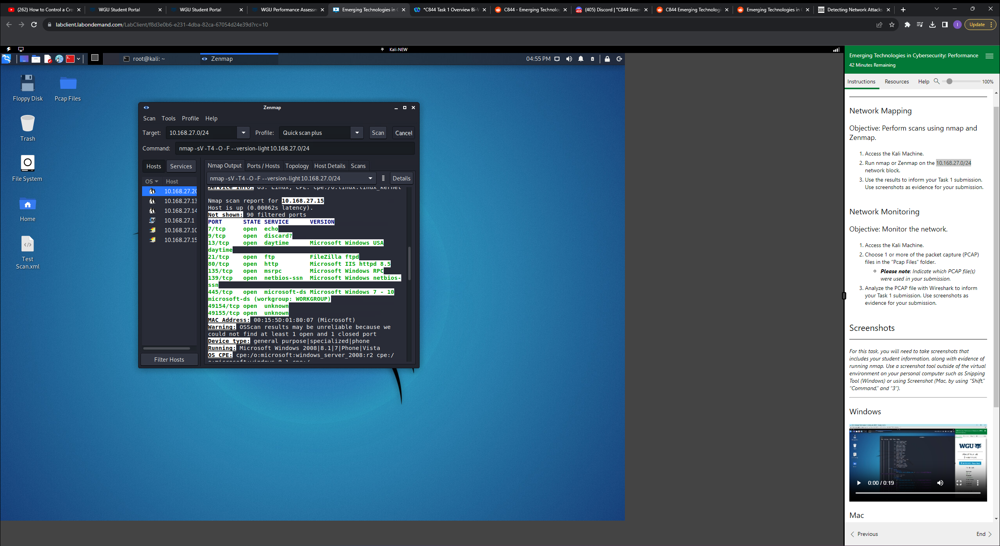 (262) How to Control a Cro
WGU Student Portal
WGU Student Portal
WGU Performance Assessm
Emerging Technologies in C
*C844 Task 1 Overview Bi-W
C844 - Emerging Technolog
(405) Discord | "C844 Emer
C844 Emerging Technologi
Emerging Technologies in C
Detecting Network Attacks
labclient.labondemand.com/LabClient/f8d3e0b6-e231-4dba-82ca-67054d24e39d?rc=10
I
Update
Kali-NEW
root@kali: ~
Zenmap
04:55 PM
Floppy Disk
Pcap Files
Trash
File System
Home
Test
Scan.xml
Zenmap
Scan Tools Profile Help
Target: 10.168.27.0/24 Profile: Quick scan plus Scan Cancel
Command: nmap -sV -T4 -O -F --version-light 10.168.27.0/24
Hosts Services
OS Host
10.168.27.20
10.168.27.13
10.168.27.14
10.168.27.1
10.168.27.10
10.168.27.15
Filter Hosts
Nmap Output Ports / Hosts Topology Host Details Scans
nmap -sV -T4 -O -F --version-light 10.168.27.0/24 Details
Service Info: OS: Linux; CPE: cpe:/o:linux:linux_kernel
Nmap scan report for 10.168.27.15
Host is up (0.00062s latency).
Not shown: 90 filtered ports
PORT STATE SERVICE VERSION
7/tcp open echo
9/tcp open discard?
13/tcp open daytime Microsoft Windows USA
daytime
21/tcp open ftp FileZilla ftpd
80/tcp open http Microsoft IIS httpd 8.5
135/tcp open msrpc Microsoft Windows RPC
139/tcp open netbios-ssn Microsoft Windows netbios-
ssn
445/tcp open microsoft-ds Microsoft Windows 7 - 10
microsoft-ds (workgroup: WORKGROUP)
49154/tcp open unknown
49155/tcp open unknown
MAC Address: 00:15:5D:01:80:07 (Microsoft)
Warning: OSScan results may be unreliable because we
could not find at least 1 open and 1 closed port
Device type: general purpose|specialized|phone
Running: Microsoft Windows 2008|8.1|7|Phone|Vista
OS CPE: cpe:/o:microsoft:windows_server_2008:r2 cpe:/
o:microsoft:windows_8.1 cpe:/
Emerging Technologies in Cybersecurity: Performance
42 Minutes Remaining
Instructions Resources Help 100%
Network Mapping
Objective: Perform scans using nmap and
Zenmap.
1. Access the Kali Machine.
2. Run nmap or Zenmap on the 10.168.27.0/24
network block.
3. Use the results to inform your Task 1 submission.
Use screenshots as evidence for your submission.
Network Monitoring
Objective: Monitor the network.
1. Access the Kali Machine.
2. Choose 1 or more of the packet capture (PCAP)
files in the “Pcap Files” folder.
Please note: Indicate which PCAP file(s)
were used in your submission.
3. Analyze the PCAP file with Wireshark to inform
your Task 1 submission. Use screenshots as
evidence for your submission.
Screenshots
For this task, you will need to take screenshots that
includes your student information, along with evidence of
running nmap. Use a screenshot tool outside of the virtual
environment on your personal computer such as Snipping
Tool (Windows) or using Screenshot (Mac, by using “Shift,”
“Command,” and “3”).
Windows
WGU
About Your Lab
Environment
0:00 / 0:19
Mac
Previous
End